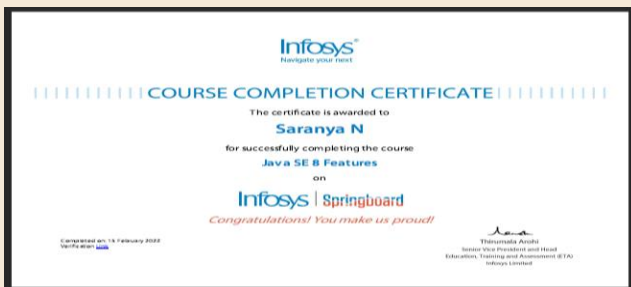 Infosys®
Navigate your next
COURSE COMPLETION CERTIFICATE
The certificate is awarded to
Saranya N
for successfully completing the course
Java SE 8 Features
on
Infosys | Springboard
Congratulations! You make us proud!
Completed on: 15 February 2022
Verification Link
Thirumala Arohi
Senior Vice President and Head
Education, Training and Assessment (ETA)
Infosys Limited